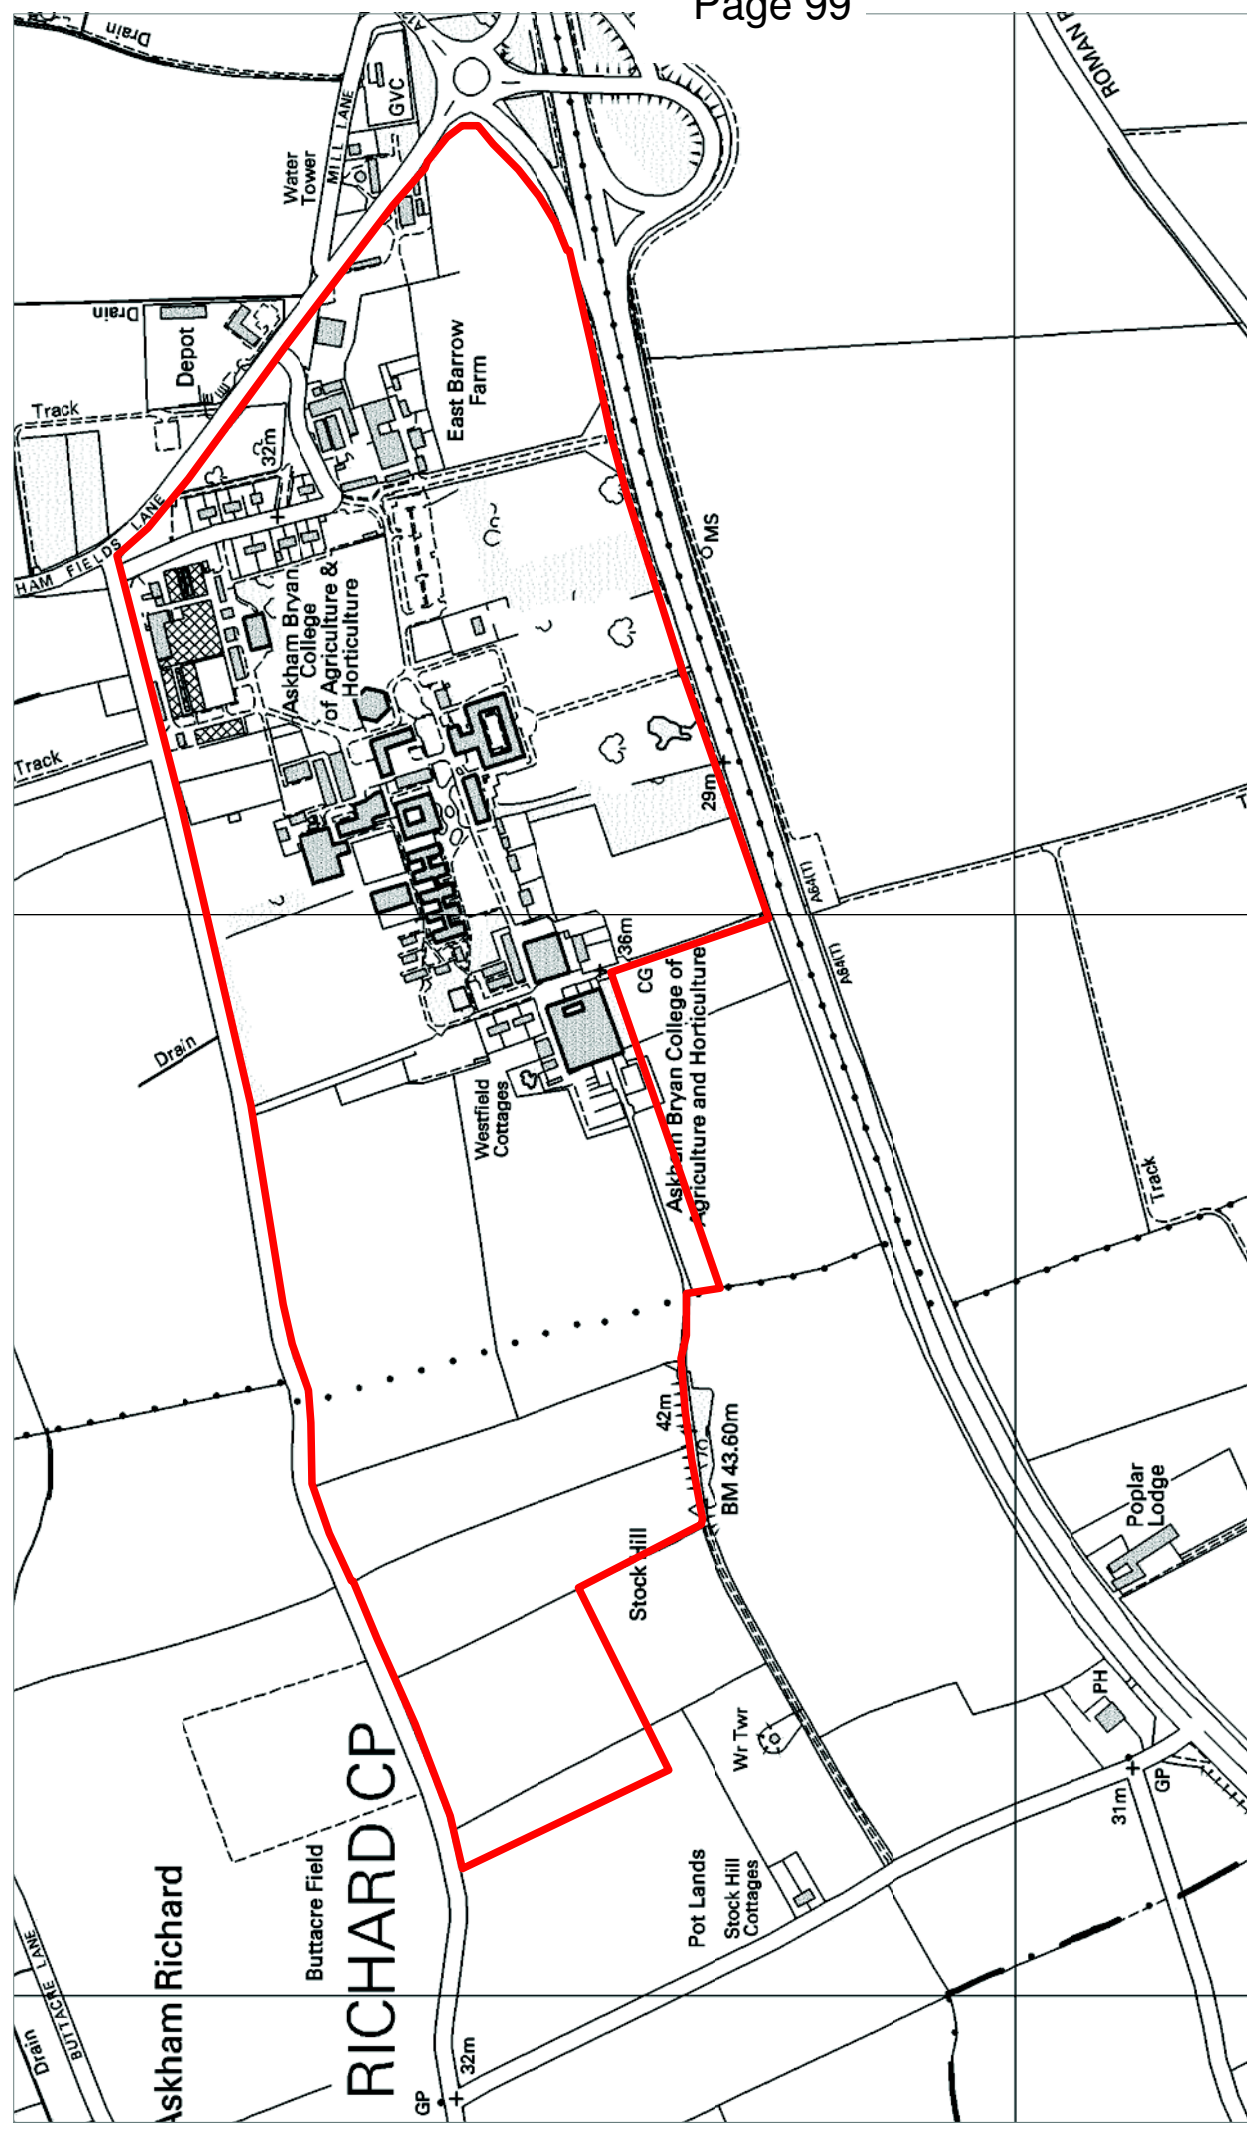 Page 99
Drain
MILL LANE
GVC
Water
Tower
ROMAN
Drain
Depot
Track
32m
East Barrow
Farm
HAM FIELDS LANE
MS
Askham Bryan
College
of Agriculture &
Horticulture
Track
29m
A64(T)
36m
CG
A64(T)
Askham Bryan College of
Agriculture and Horticulture
Drain
Westfield
Cottages
Track
42m
BM 43.60m
Stock Hill
Poplar
Lodge
PH
Wr Twr
GP
31m
RICHARD CP
Buttacre Field
Askham Richard
Pot Lands
Stock Hill
Cottages
BUTTACRE LANE
Drain
32m
GP